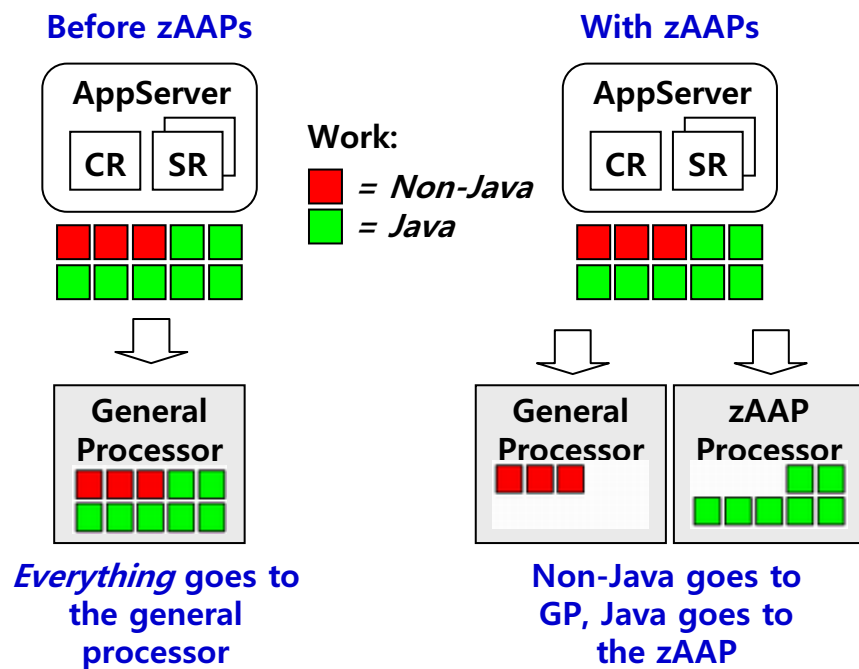 Before zAAPs
AppServer
CR
SR
General
Processor
Everything goes to
the general
processor
Work:
= Non-Java
= Java
With zAAPs
AppServer
CR
SR
General
Processor
zAAP
Processor
Non-Java goes to
GP, Java goes to
the zAAP